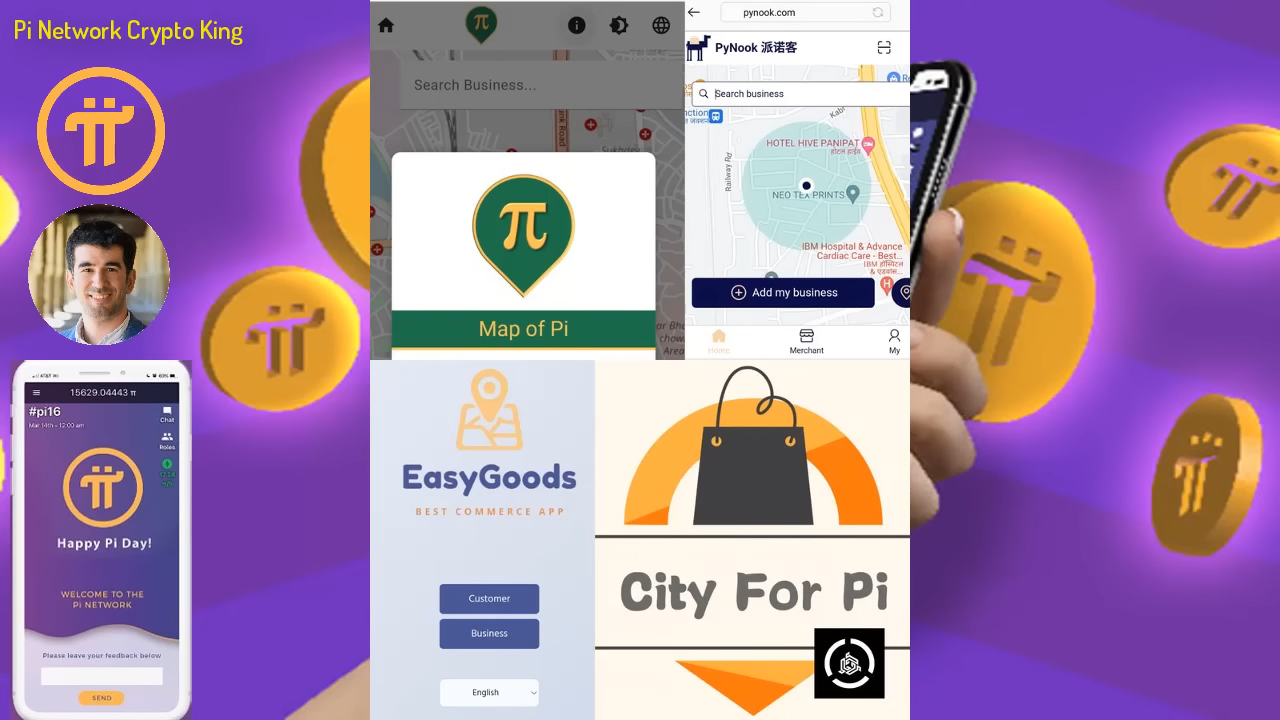 Pi Network Crypto King
15629.04443 π
#pi16
Mar 14th - 12:00 am
Chat
Roles
Happy Pi Day!
WELCOME TO THE
Pi NETWORK
Please leave your feedback below
SEND
Search Business...
Map of Pi
pynook.com
PyNook 派诺客
Search business
Railway Rd
HOTEL HIVE PANIPAT
NEO TEX PRINTS
IBM Hospital & Advance
Cardiac Care - Best...
Add my business
Home
Merchant
My
EasyGoods
BEST COMMERCE APP
Customer
Business
English
City For Pi